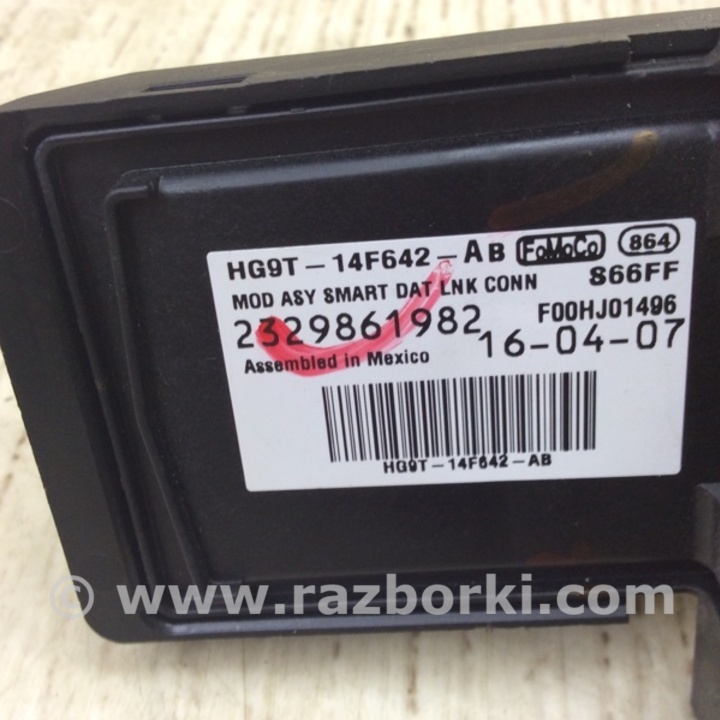 HG9T-14F642-AB FoMoCo 864
MOD ASY SMART DAT LNK CONN 866FF
2329861982 F00HJ01496
16-04-07
Assembled in Mexico
HG9T-14F642-AB
© www.razborki.com